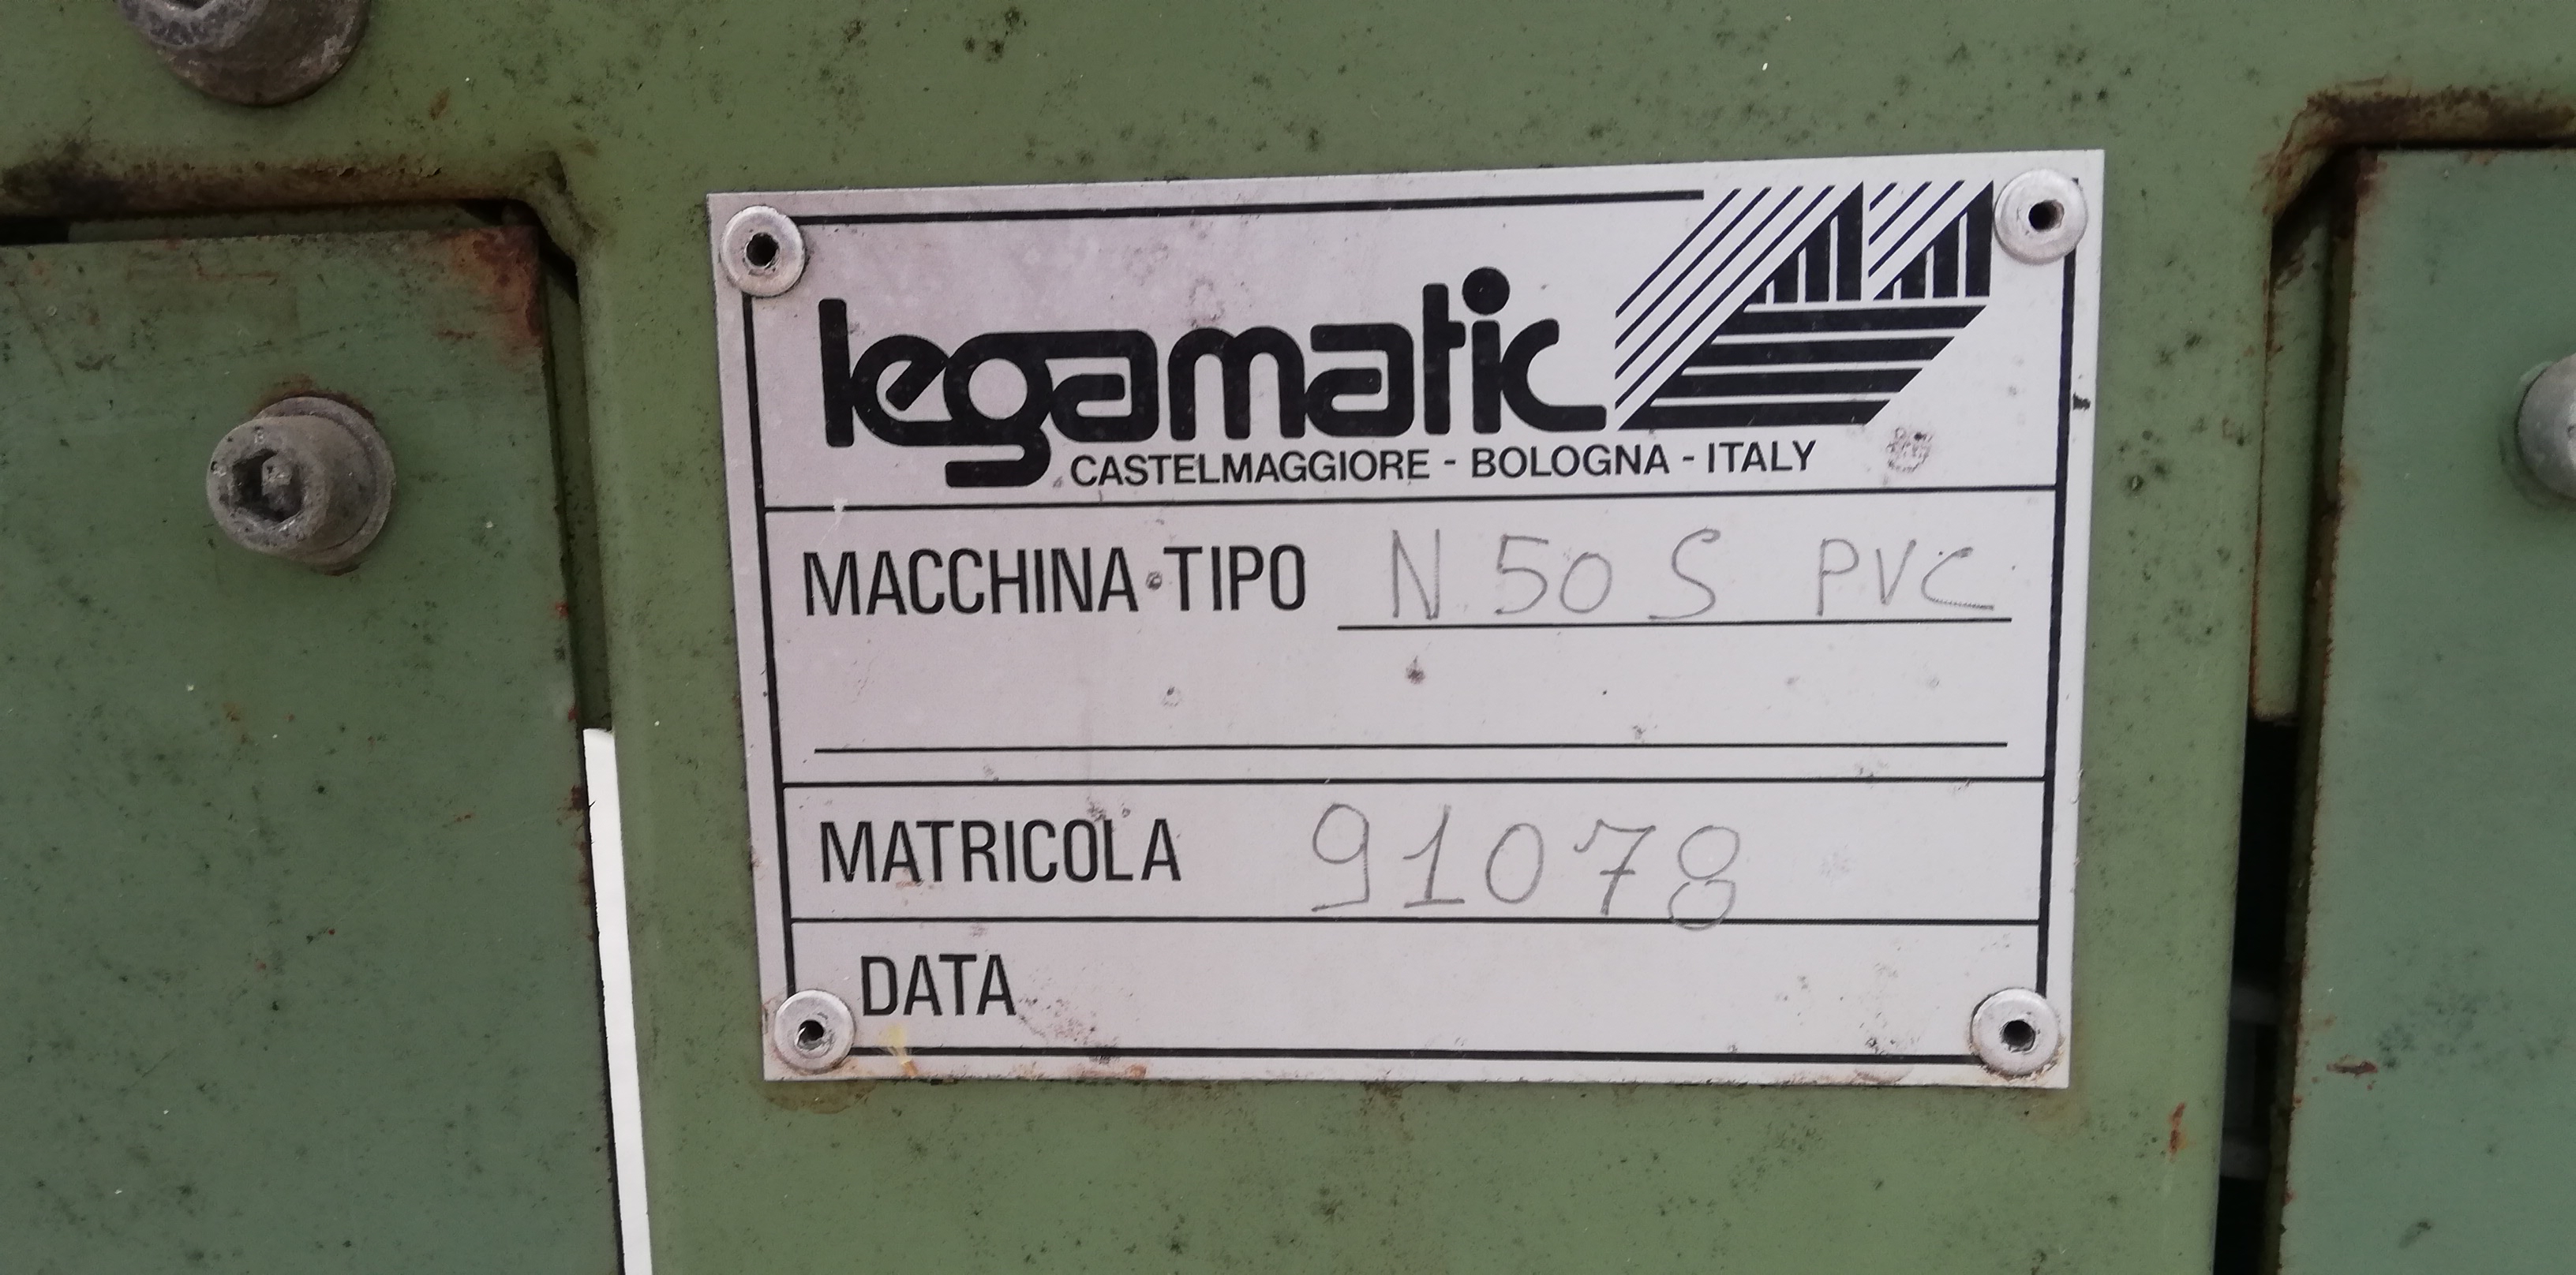 legamatic
CASTELMAGGIORE - BOLOGNA - ITALY
MACCHINA TIPO N 50 S PVC
MATRICOLA 91078
DATA